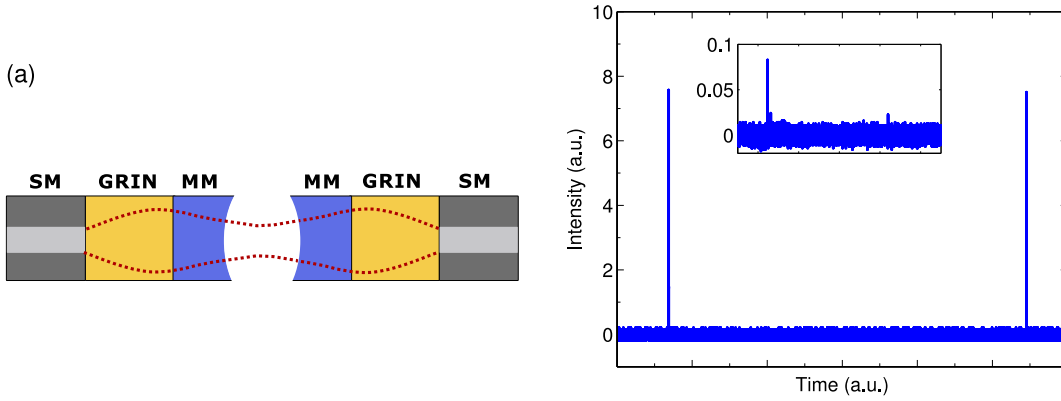 (a)
SM GRIN MM MM GRIN SM
10
8
6
4
2
0
Intensity (a.u.)
0.1
0.05
0
Time (a.u.)